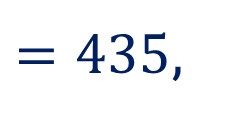 = 435,